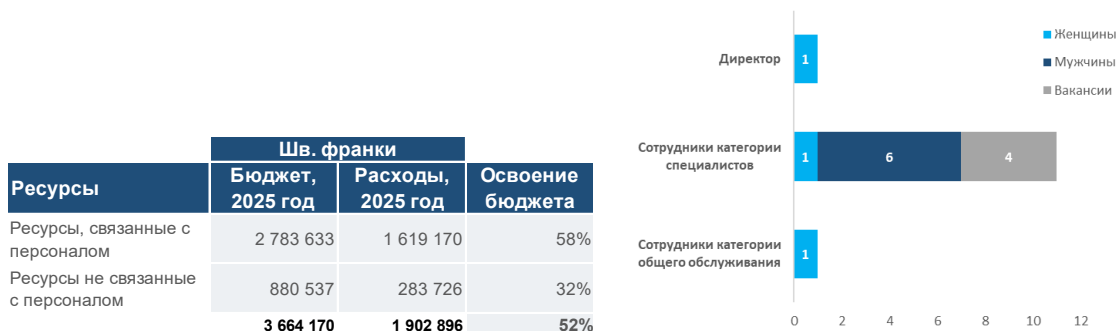 Шв. франки
Ресурсы
Бюджет,
2025 год
Расходы,
2025 год
Освоение
бюджета
Ресурсы, связанные с
персоналом
2 783 633
1 619 170
58%
Ресурсы не связанные
с персоналом
880 537
283 726
32%
3 664 170
1 902 896
52%
Женщины
Мужчины
Вакансии
Директор
1
Сотрудники категории
специалистов
1
6
4
Сотрудники категории
общего обслуживания
1
0 2 4 6 8 10 12